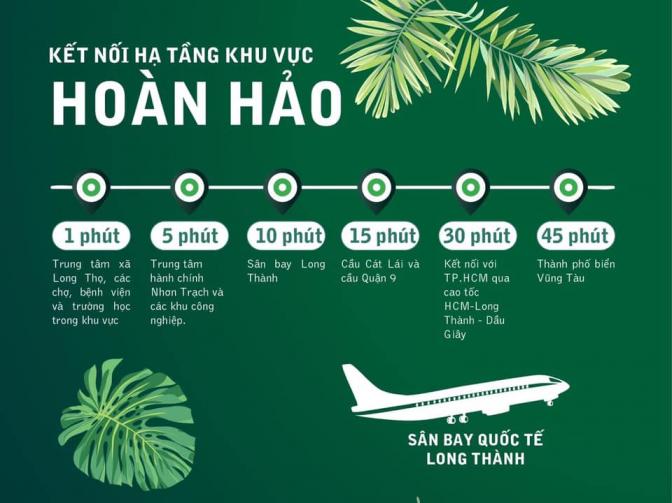 KẾT NỐI HẠ TẦNG KHU VỰC
HOÀN HẢO
1 phút
5 phút
10 phút
15 phút
30 phút
45 phút
Trung tâm xã
Long Thọ, các
chợ, bệnh viện
và trường học
trong khu vực
Trung tâm
hành chính
Nhơn Trạch và
các khu công
nghiệp.
Sân bay Long
Thành
Cầu Cát Lái và
cầu Quận 9
Kết nối với
TP.HCM qua
cao tốc
HCM-Long
Thành - Dầu
Giây
Thành phố biển
Vũng Tàu
SÂN BAY QUỐC TẾ
LONG THÀNH